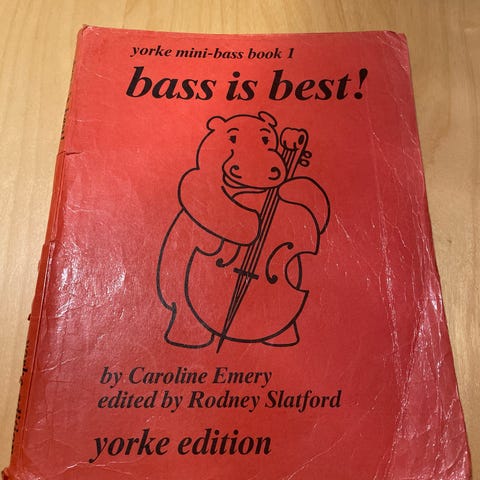 yorke mini-bass book 1
bass is best!
by Caroline Emery
edited by Rodney Slatford
yorke edition